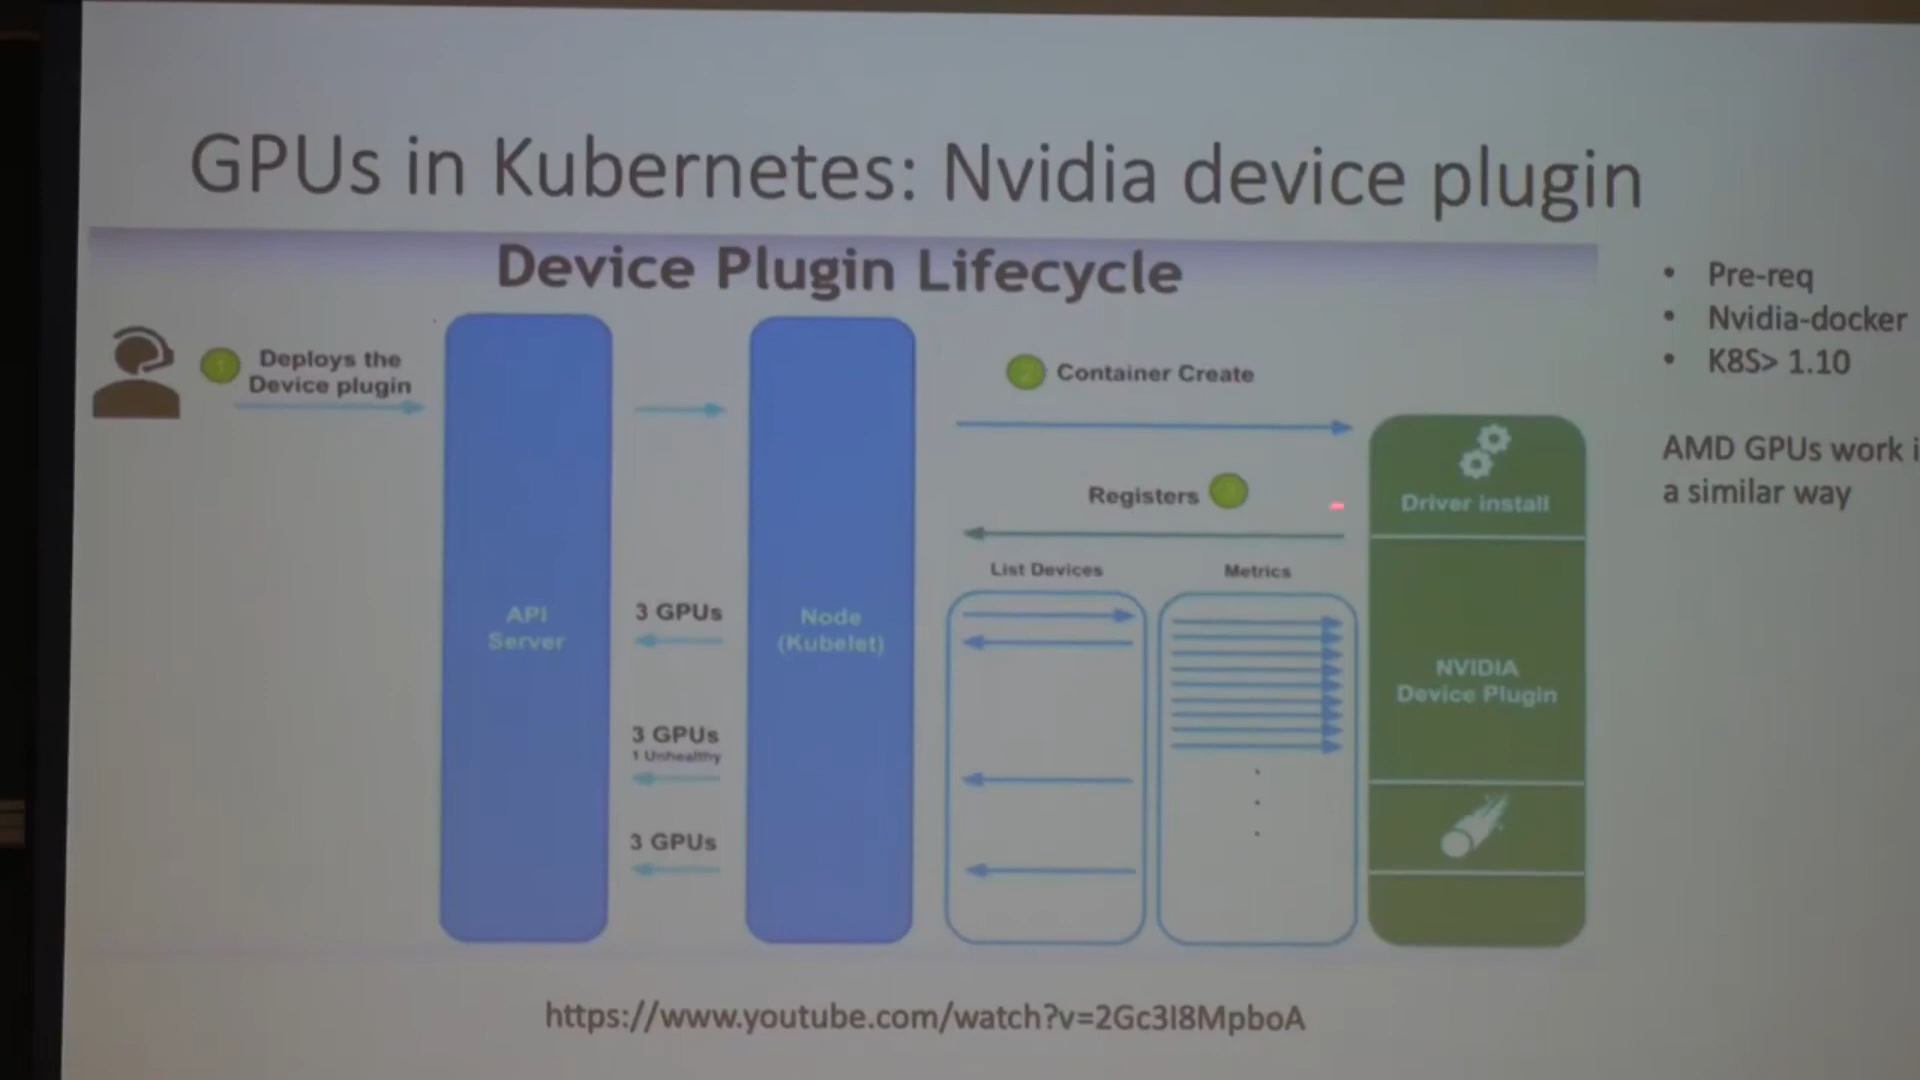 GPUs in Kubernetes: Nvidia device plugin
Device Plugin Lifecycle
1
Deploys the
Device plugin
API
Server
3 GPUs
3 GPUs
1 Unhealthy
3 GPUs
Node
(Kubelet)
Container Create
Registers
List Devices
Metrics
Driver install
NVIDIA
Device Plugin
• Pre-req
• Nvidia-docker
• K8S> 1.10
AMD GPUs work i
a similar way
https://www.youtube.com/watch?v=2Gc3I8MpboA